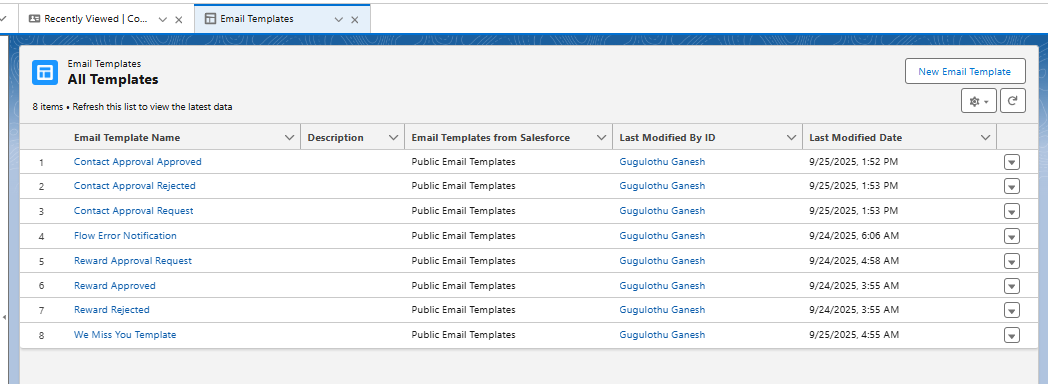 Recently Viewed | Co...
Email Templates
Email Templates
All Templates
New Email Template
8 items • Refresh this list to view the latest data
Email Template Name Description Email Templates from Salesforce Last Modified By ID Last Modified Date
1 Contact Approval Approved Public Email Templates Gugulothu Ganesh 9/25/2025, 1:52 PM
2 Contact Approval Rejected Public Email Templates Gugulothu Ganesh 9/25/2025, 1:53 PM
3 Contact Approval Request Public Email Templates Gugulothu Ganesh 9/25/2025, 1:53 PM
4 Flow Error Notification Public Email Templates Gugulothu Ganesh 9/24/2025, 6:06 AM
5 Reward Approval Request Public Email Templates Gugulothu Ganesh 9/24/2025, 4:58 AM
6 Reward Approved Public Email Templates Gugulothu Ganesh 9/24/2025, 3:55 AM
7 Reward Rejected Public Email Templates Gugulothu Ganesh 9/24/2025, 3:55 AM
8 We Miss You Template Public Email Templates Gugulothu Ganesh 9/25/2025, 4:55 AM